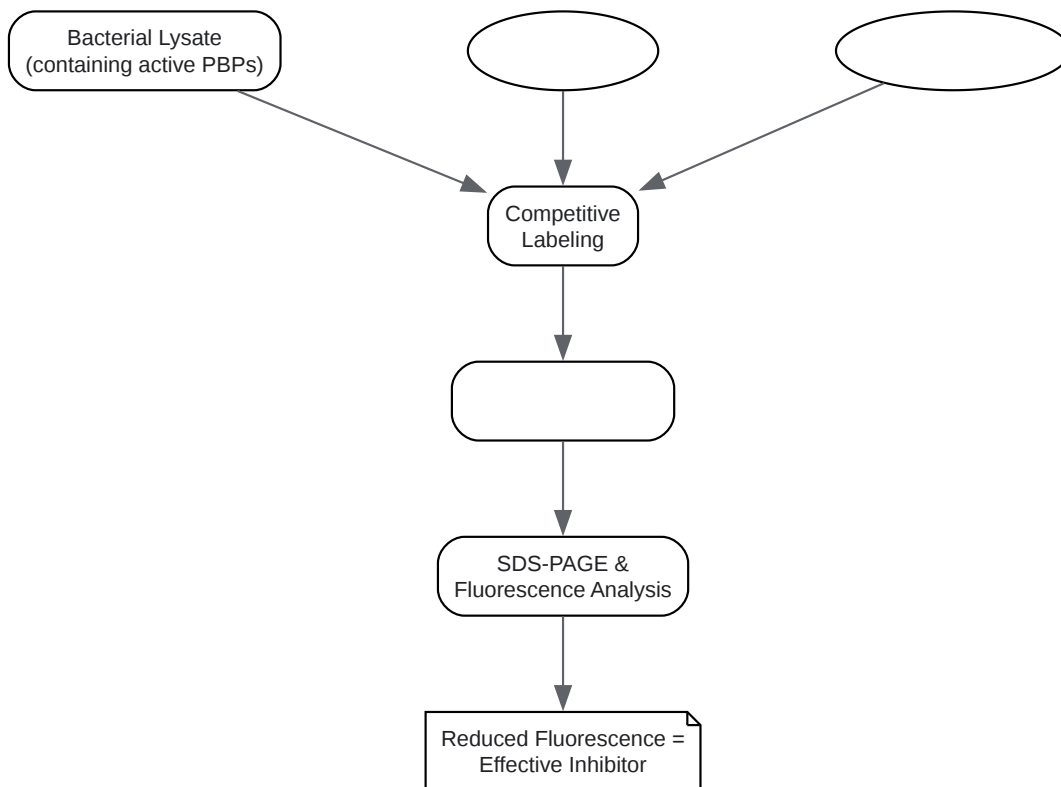 Bacterial Lysate
(containing active PBPs)
Competitive
Labeling
SDS-PAGE &
Fluorescence Analysis
Reduced Fluorescence =
Effective Inhibitor